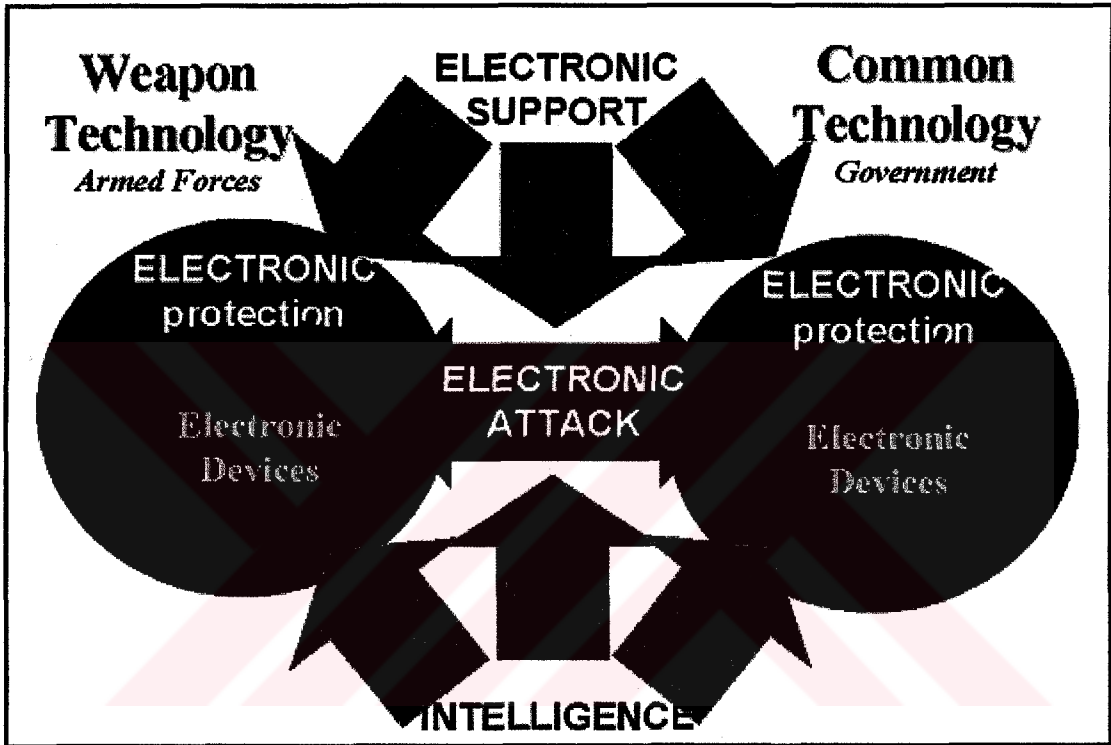 Weapon
Technology
Armed Forces
ELECTRONIC
SUPPORT
Common
Technology
Government
ELECTRONIC
protection
Electronic
Devices
ELECTRONIC
ATTACK
ELECTRONIC
protection
Electronic
Devices
INTELLIGENCE